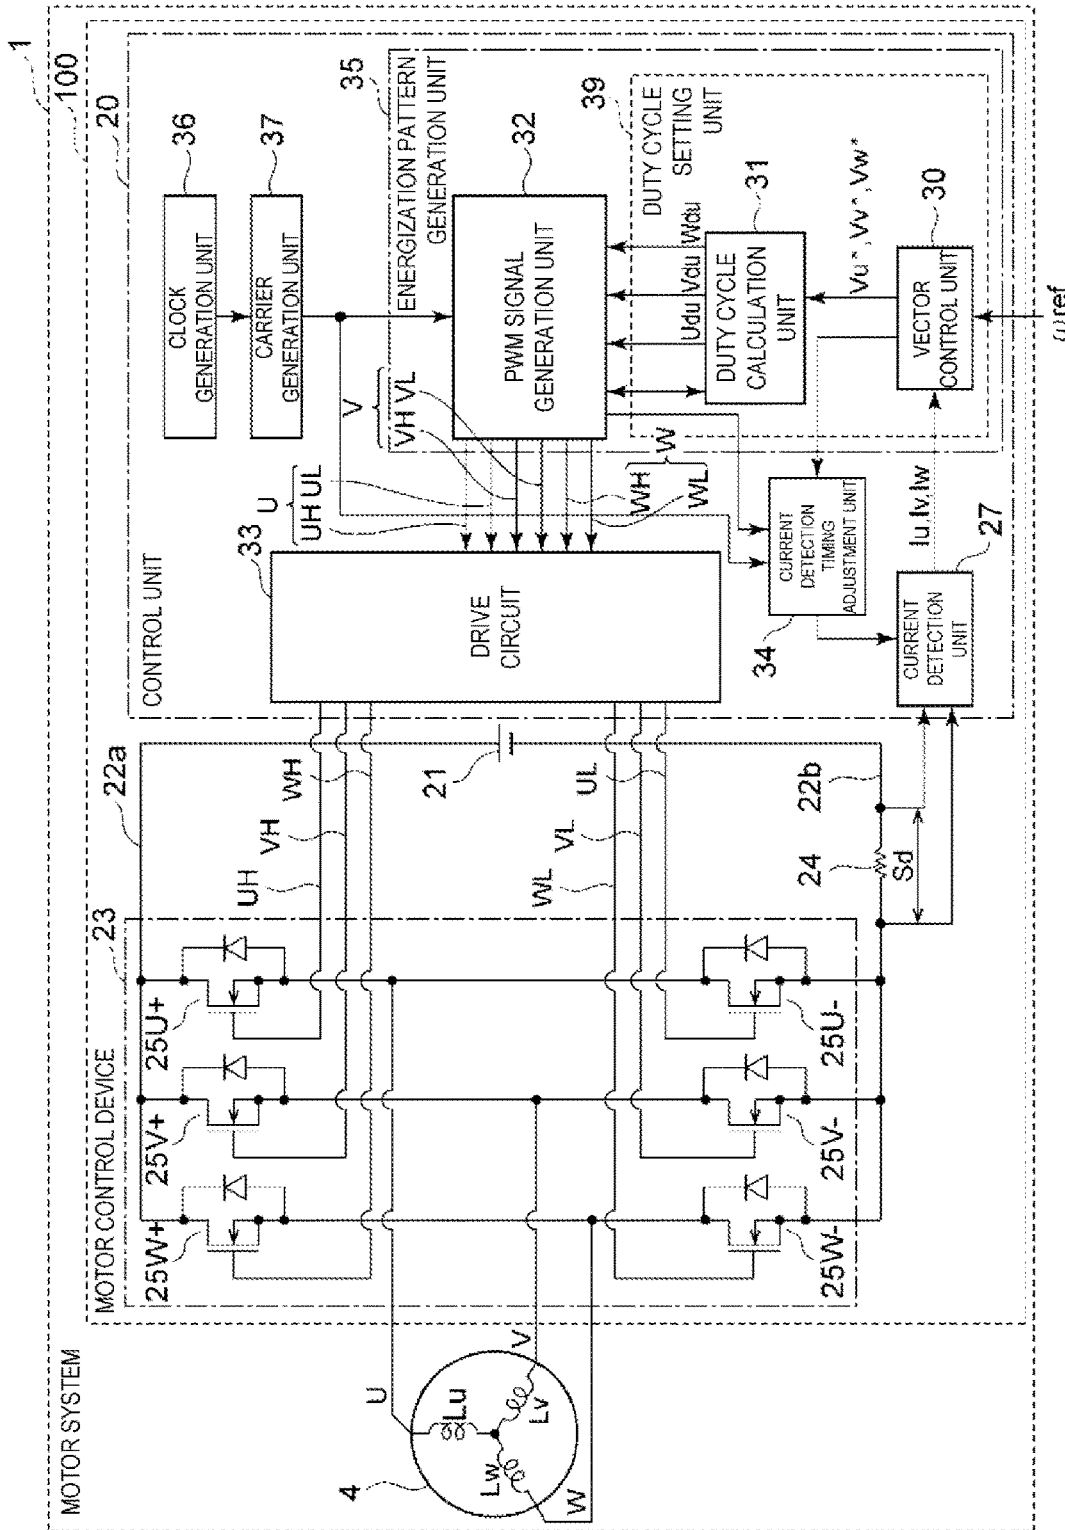 1
100
20
MOTOR SYSTEM
MOTOR CONTROL DEVICE
CONTROL UNIT
23
22a
25W+
25V+
25U+
UH
VH
WH
21
33
DRIVE
CIRCUIT
U
UH UL
V
VH VL
WH
WL
W
CLOCK
GENERATION UNIT
36
CARRIER
GENERATION UNIT
37
35
ENERGIZATION PATTERN
GENERATION UNIT
PWM SIGNAL
GENERATION UNIT
32
39
DUTY CYCLE
SETTING
UNIT
Udu Vdu Wdu
DUTY CYCLE
CALCULATION
UNIT
31
Vu*, Vv*, Vw*
VECTOR
CONTROL UNIT
30
ωref
CURRENT
DETECTION
TIMING
ADJUSTMENT UNIT
34
Iu,Iv,Iw
CURRENT
DETECTION
UNIT
27
WL
VL
UL
22b
24
Sd
25W-
25V-
25U-
4
U
V
W
Lu
Lv
Lw